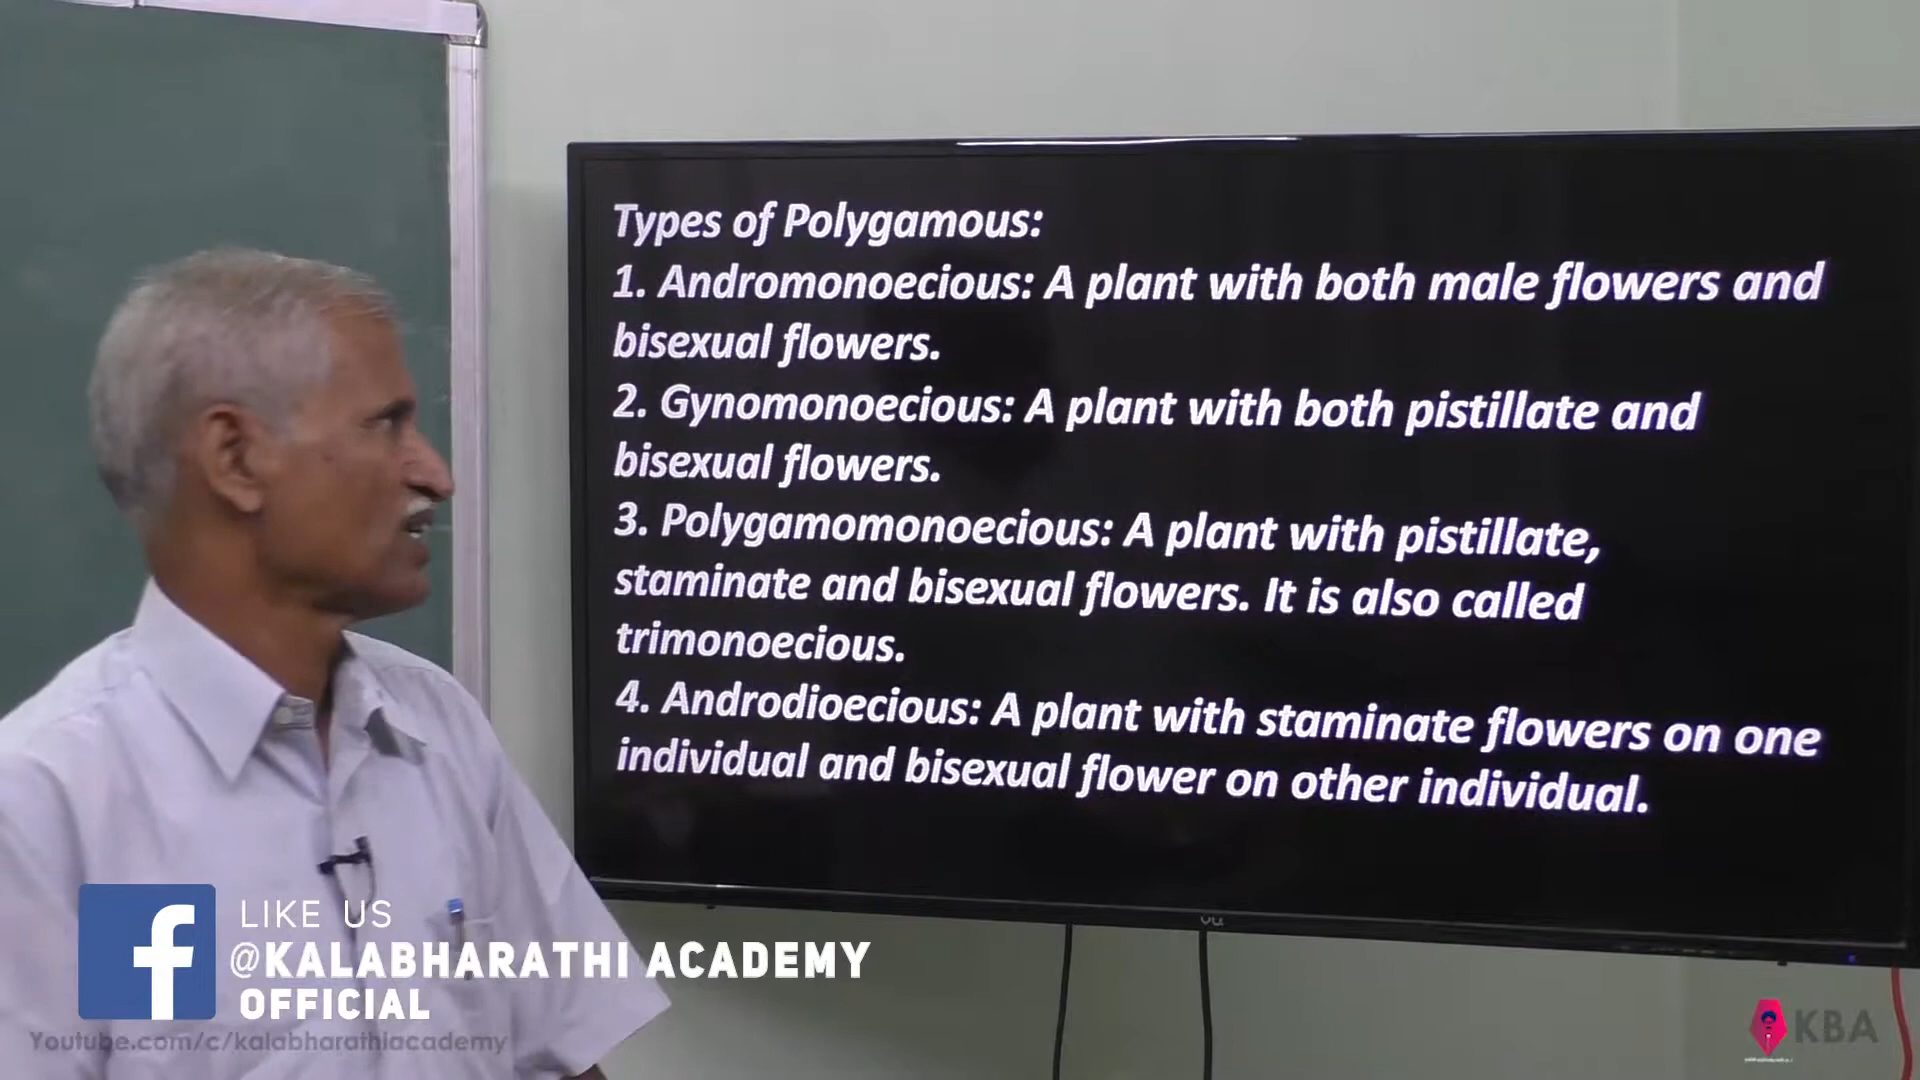 Types of Polygamous:
1. Andromonoecious: A plant with both male flowers and
bisexual flowers.
2. Gynomonoecious: A plant with both pistillate and
bisexual flowers.
3. Polygamomonoecious: A plant with pistillate,
staminate and bisexual flowers. It is also called
trimonoecious.
4. Androdioecious: A plant with staminate flowers on one
individual and bisexual flower on other individual.
VU
f
LIKE US
@KALABHARATHI ACADEMY
OFFICIAL
Youtube.com/c/kalabharathiacademy
KBA